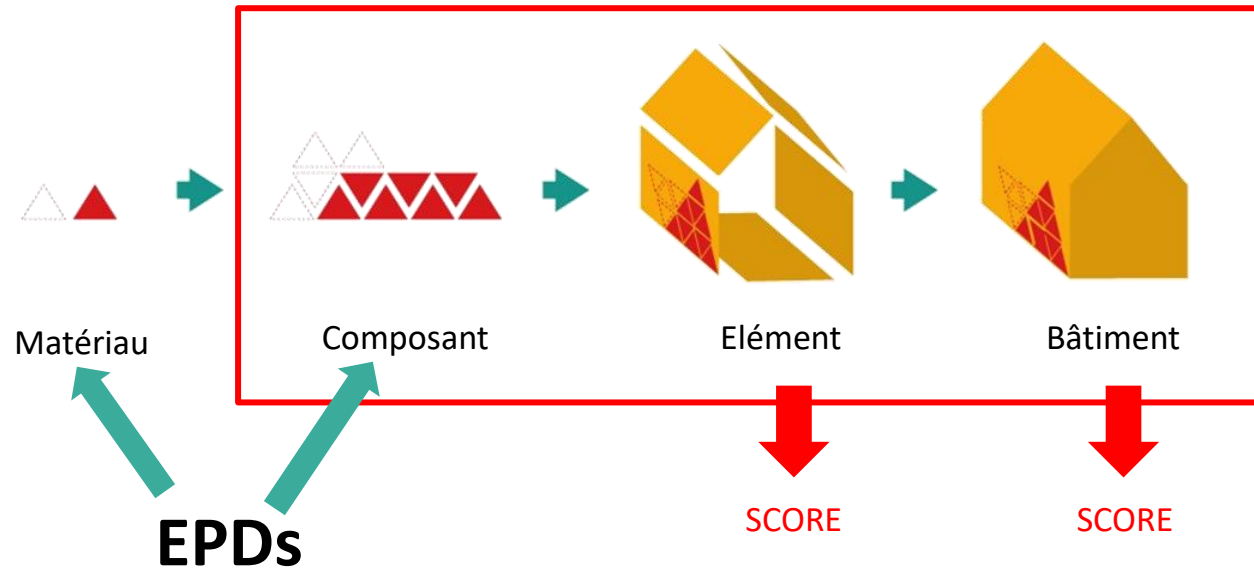 Matériau
Composant
Elément
Bâtiment
EPDs
SCORE
SCORE